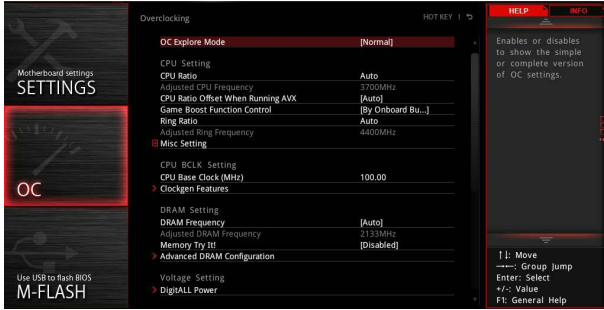 Overclocking
HOT KEY |
HELP
INFO
OC Explore Mode [Normal]
CPU Setting
CPU Ratio Auto
Adjusted CPU Frequency 3700MHz
CPU Ratio Offset When Running AVX [Auto]
Game Boost Function Control [By Onboard Bu...]
Ring Ratio Auto
Adjusted Ring Frequency 4400MHz
Misc Setting
CPU BCLK Setting
CPU Base Clock (MHz) 100.00
Clockgen Features
DRAM Setting
DRAM Frequency [Auto]
Adjusted DRAM Frequency 2133MHz
Memory Try It! [Disabled]
Advanced DRAM Configuration
Voltage Setting
DigitALL Power
Motherboard settings
SETTINGS
OC
Use USB to flash BIOS
M-FLASH
Enables or disables
to show the simple
or complete version
of OC settings.
↑↓: Move
→←: Group Jump
Enter: Select
+/-: Value
F1: General Help